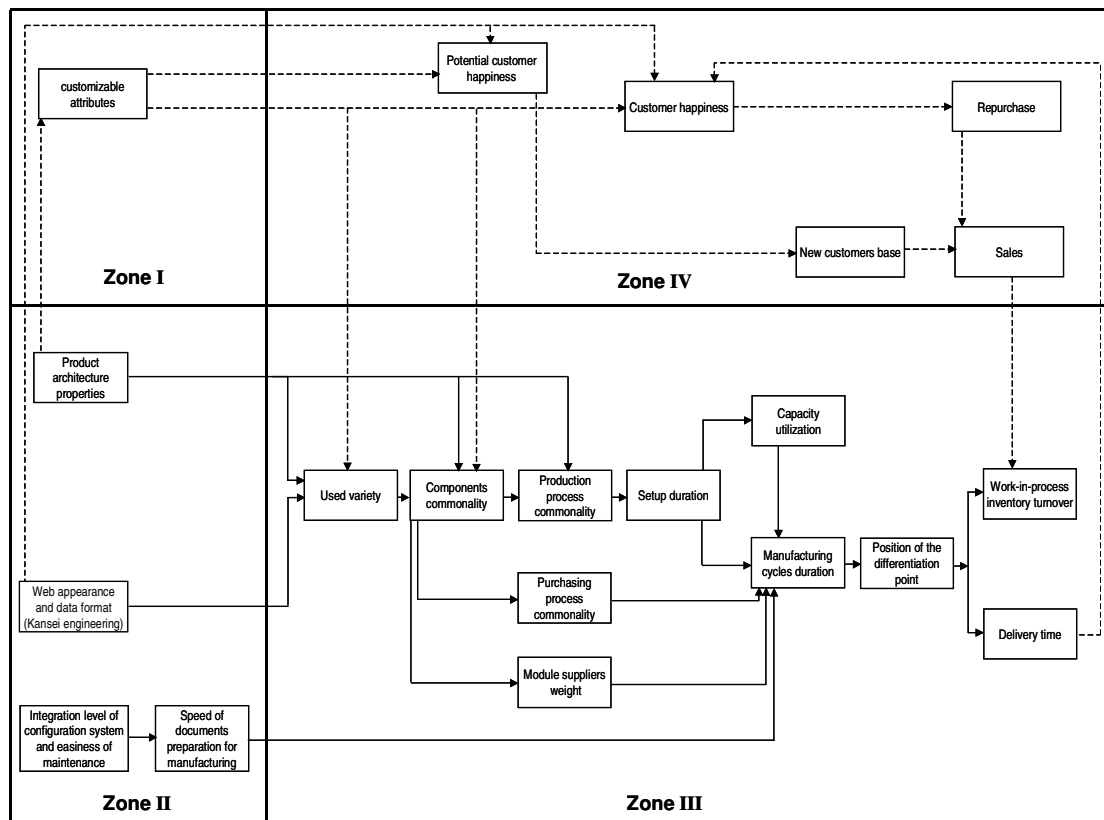 Potential customer
happiness
customizable
attributes
Customer happiness
Repurchase
New customers base
Sales
Zone I
Zone IV
Product
architecture
properties
Capacity
utilization
Used variety
Components
commonality
Production
process
commonality
Setup duration
Work-in-process
inventory turnover
Manufacturing
cycles duration
Position of the
differentiation
point
Web appearance
and data format
(Kansei engineering)
Purchasing
process
commonality
Delivery time
Module suppliers
weight
Integration level of
configuration system
and easiness of
maintenance
Speed of
documents
preparation for
manufacturing
Zone II
Zone III